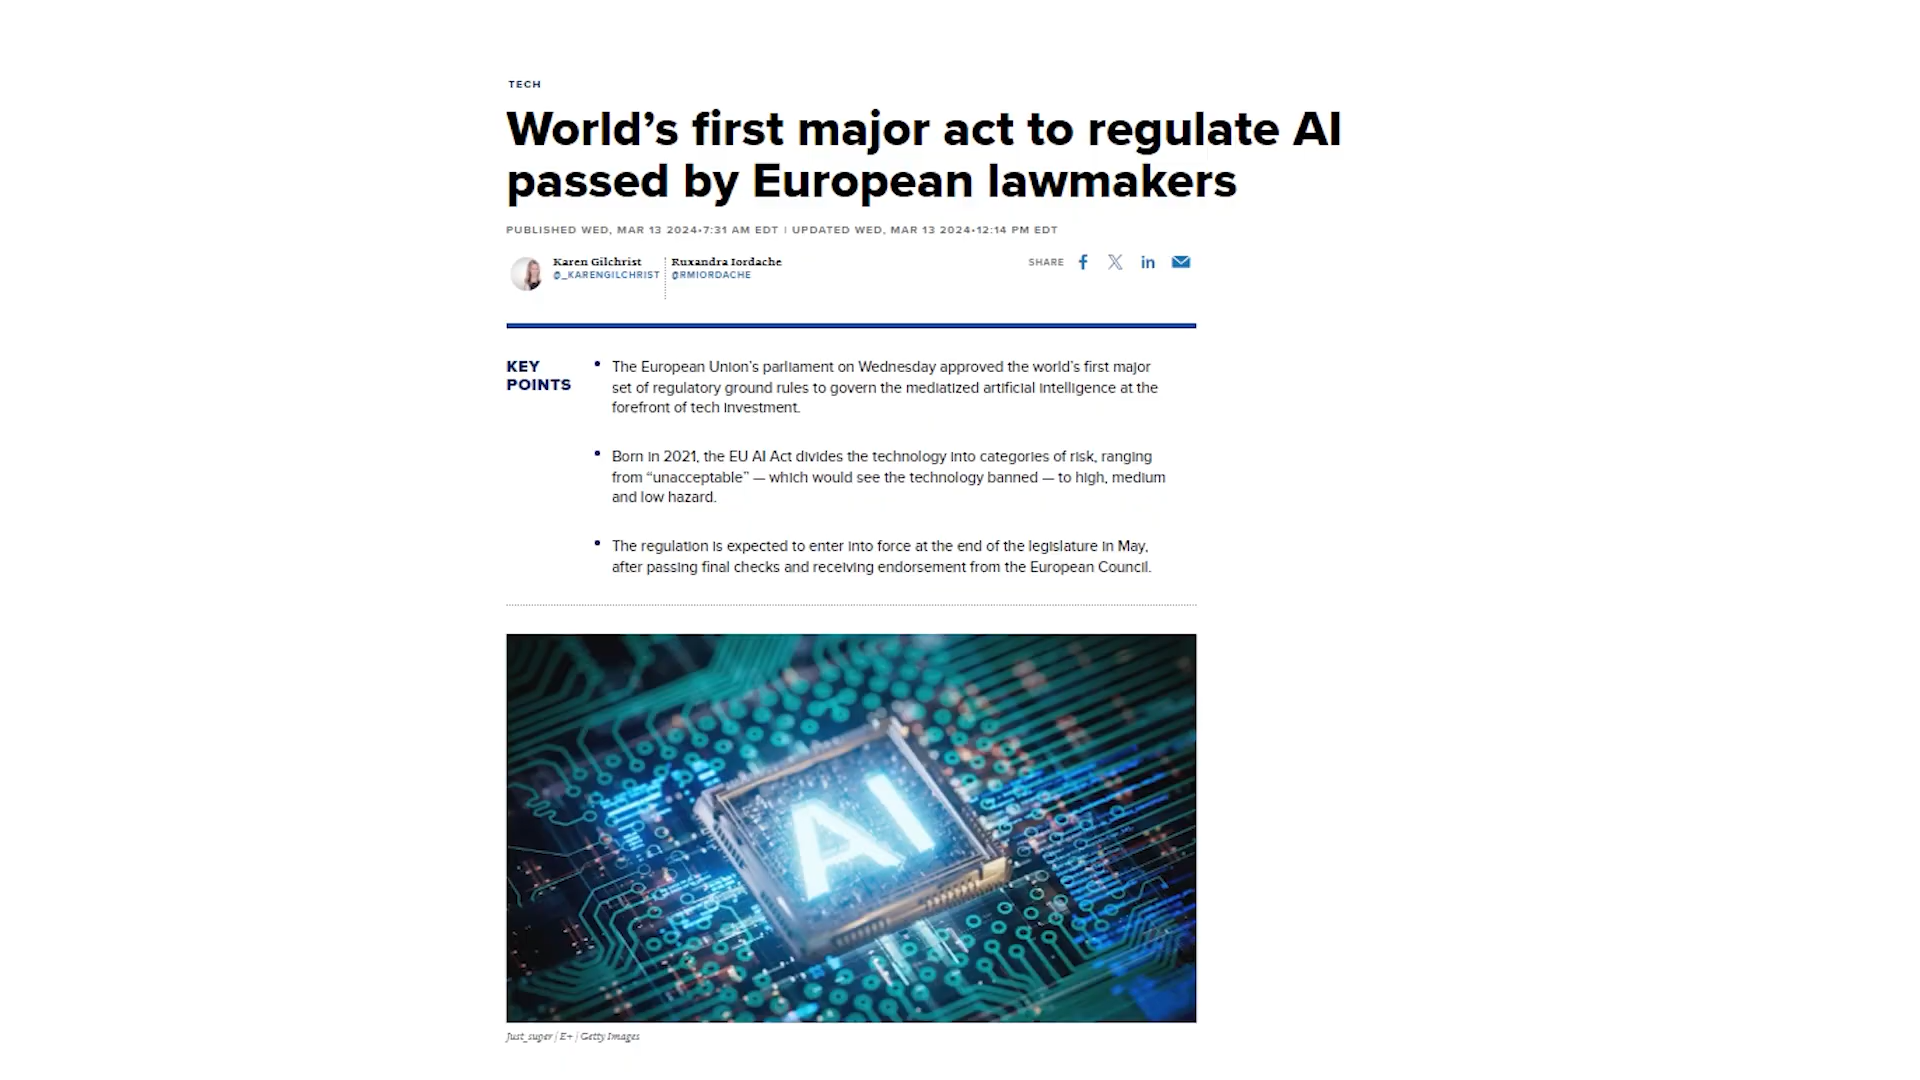 TECH
World’s first major act to regulate AI
passed by European lawmakers
PUBLISHED WED, MAR 13 2024•7:31 AM EDT | UPDATED WED, MAR 13 2024•12:14 PM EDT
Karen Gilchrist
@_KARENGILCHRIST
Ruxandra Iordache
@RMIORDACHE
SHARE
KEY
POINTS
• The European Union’s parliament on Wednesday approved the world’s first major
set of regulatory ground rules to govern the mediatized artificial intelligence at the
forefront of tech investment.
• Born in 2021, the EU AI Act divides the technology into categories of risk, ranging
from “unacceptable” — which would see the technology banned — to high, medium
and low hazard.
• The regulation is expected to enter into force at the end of the legislature in May,
after passing final checks and receiving endorsement from the European Council.
AI
Just_super | E+ | Getty Images